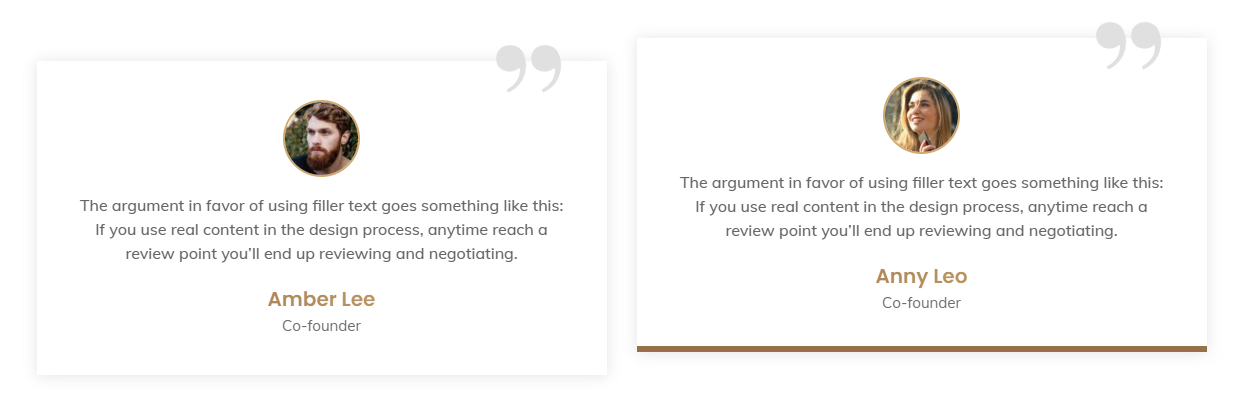 ”
The argument in favor of using filler text goes something like this:
If you use real content in the design process, anytime reach a
review point you’ll end up reviewing and negotiating.
Amber Lee
Co-founder
”
The argument in favor of using filler text goes something like this:
If you use real content in the design process, anytime reach a
review point you’ll end up reviewing and negotiating.
Anny Leo
Co-founder